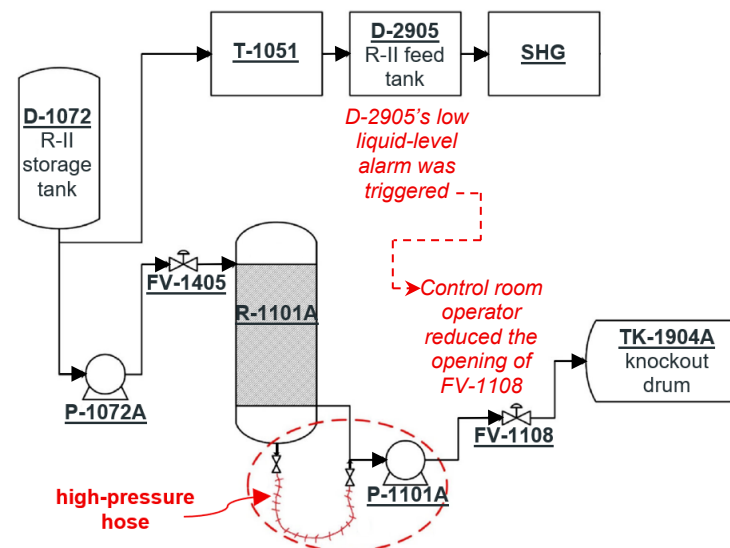 D-1072
R-II
storage
tank
T-1051
D-2905
R-II feed
tank
SHG
D-2905's low
liquid-level
alarm was
triggered
FV-1405
R-1101A
P-1072A
Control room
operator
reduced the
opening of
FV-1108
TK-1904A
knockout
drum
FV-1108
P-1101A
high-pressure
hose